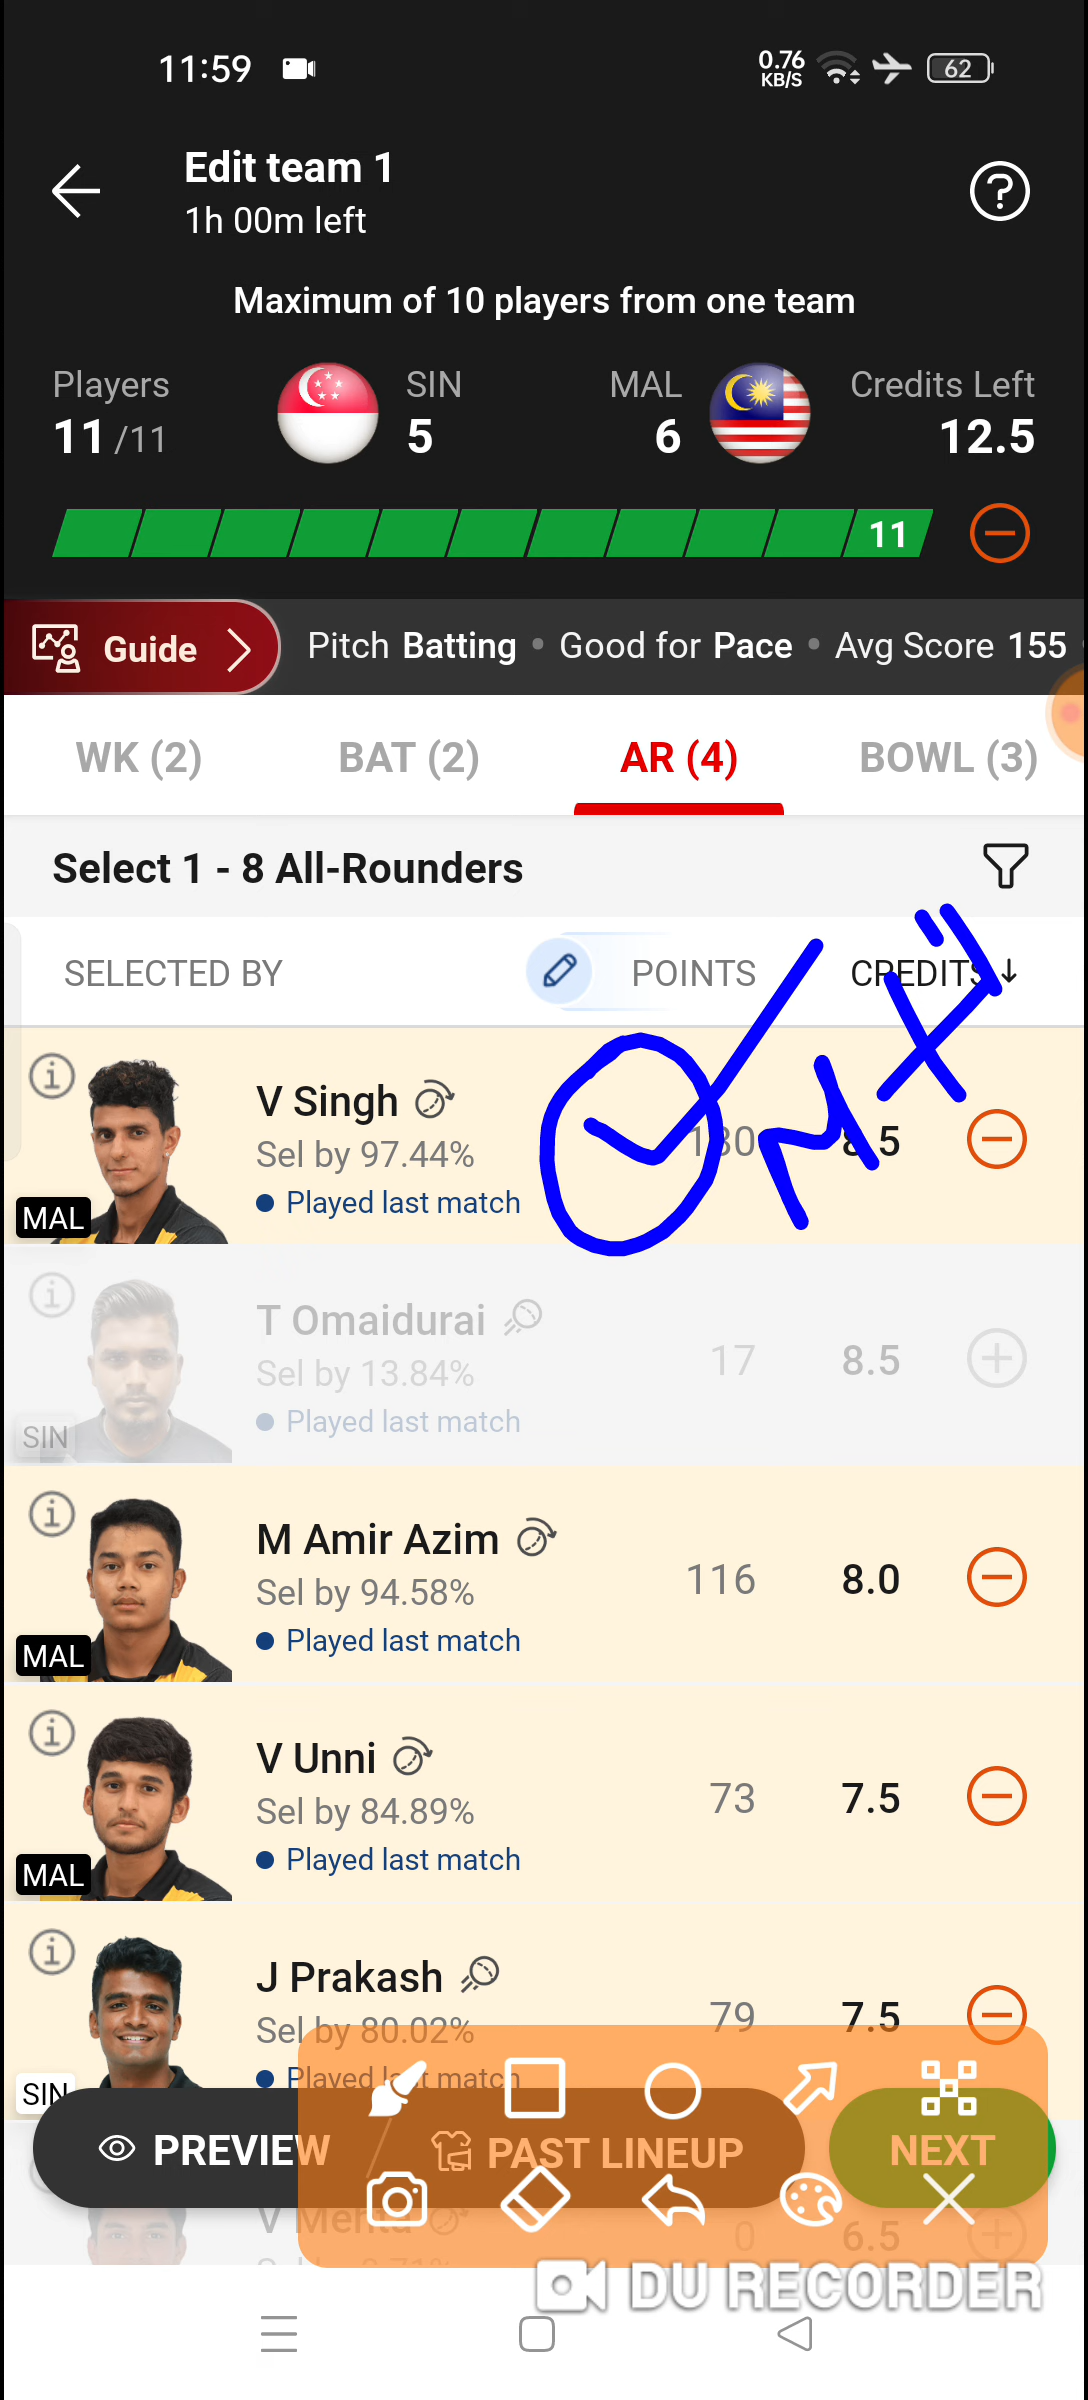 11:59
0.76 KB/S
62
Edit team 1
1h 00m left
Maximum of 10 players from one team
Players SIN MAL Credits Left
11/11 5 6 12.5
11
Guide Pitch Batting • Good for Pace • Avg Score 155
WK (2) BAT (2) AR (4) BOWL (3)
Select 1 - 8 All-Rounders
SELECTED BY POINTS CREDITS ↓
V Singh
Sel by 97.44% 8.5
Played last match
MAL
T Omaidurai
Sel by 13.84% 17 8.5
Played last match
SIN
M Amir Azim
Sel by 94.58% 116 8.0
Played last match
MAL
V Unni
Sel by 84.89% 73 7.5
Played last match
MAL
J Prakash
Sel by 80.02% 79 7.5
Played last match
SIN
PREVIEW PAST LINEUP NEXT
V Mehta 0 6.5
DU RECORDER